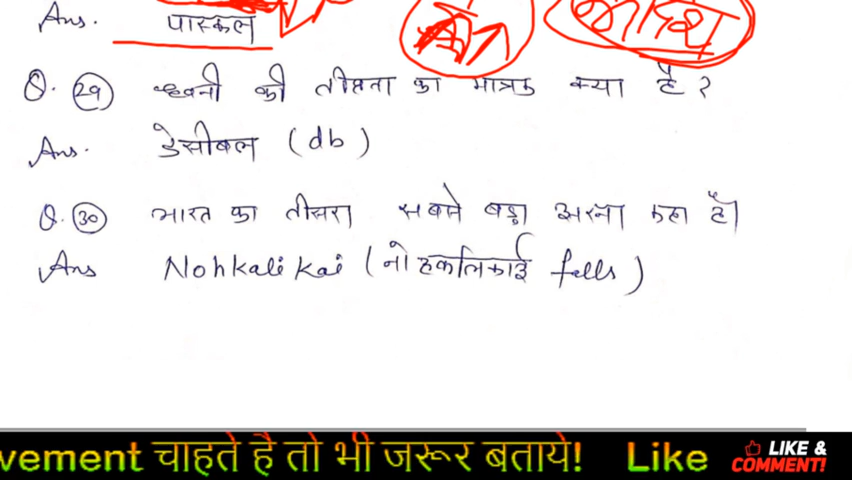 Ans. पास्कल
Q. 29 ध्वनी की तीव्रता का मात्रक क्या है ?
Ans. डेसीबल (db)
Q. 30 भारत का तीसरा सबसे बड़ा झरना कहा है।
Ans Nohkalikai (नोहकलिकाई falls)
vement चाहते है तो भी जरूर बताये! Like
LIKE &
COMMENT!